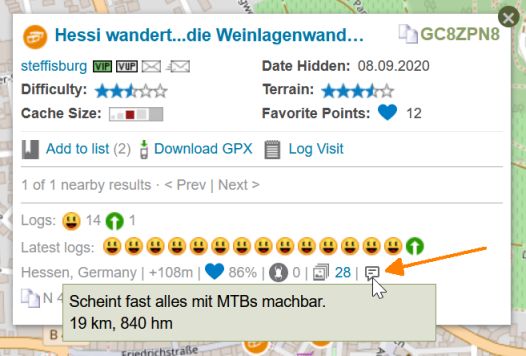 Hessi wandert...die Weinlagenwand…
GC8ZPN8
steffisburg VIP VUP
Date Hidden: 08.09.2020
Difficulty:
Terrain:
Cache Size:
Favorite Points: 12
Add to list (2) Download GPX Log Visit
1 of 1 nearby results · < Prev | Next >
Logs: 14 1
Latest logs:
Hessen, Germany | +108m | 86% | 0 | 28 |
N 4
Scheint fast alles mit MTBs machbar.
19 km, 840 hm
Friedrichstraße